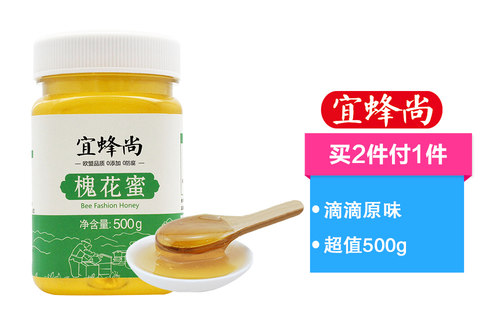 宜蜂尚
欧盟品质 0添加 0防腐
槐花蜜
Bee Fashion Honey
净含量:500g
宜蜂尚
买2件付1件
• 滴滴原味
• 超值500g